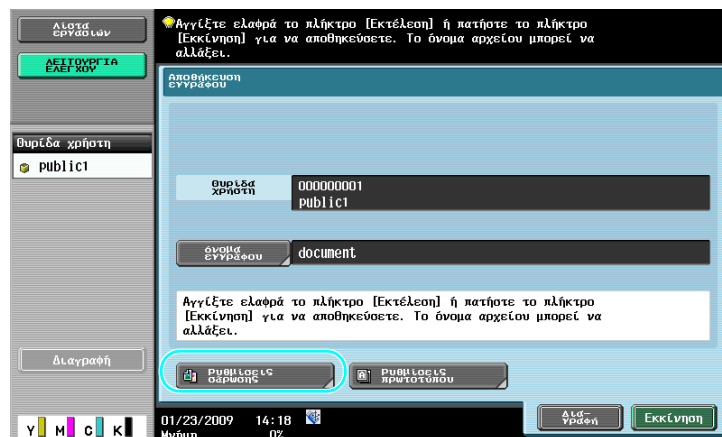 Λίστα
εργασιών
ΛΕΙΤΟΥΡΓΙΑ
ΕΛΕΓΧΟΥ
Θυρίδα χρήστη
public1
Διαγραφή
Y M C K
Αγγίξτε ελαφρά το πλήκτρο [Εκτέλεση] ή πατήστε το πλήκτρο
[Εκκίνηση] για να αποθηκεύσετε. Το όνομα αρχείου μπορεί να
αλλάξει.
Αποθήκευση
εγγράφου
Θυρίδα
χρήστη
000000001
public1
όνομα
εγγράφου
document
Αγγίξτε ελαφρά το πλήκτρο [Εκτέλεση] ή πατήστε το πλήκτρο
[Εκκίνηση] για να αποθηκεύσετε. Το όνομα αρχείου μπορεί να
αλλάξει.
Ρυθμίσεις
σάρωσης
Ρυθμίσεις
πρωτοτύπου
01/23/2009 14:18
Μνήμη 0%
Δια-
γραφή
Εκκίνηση